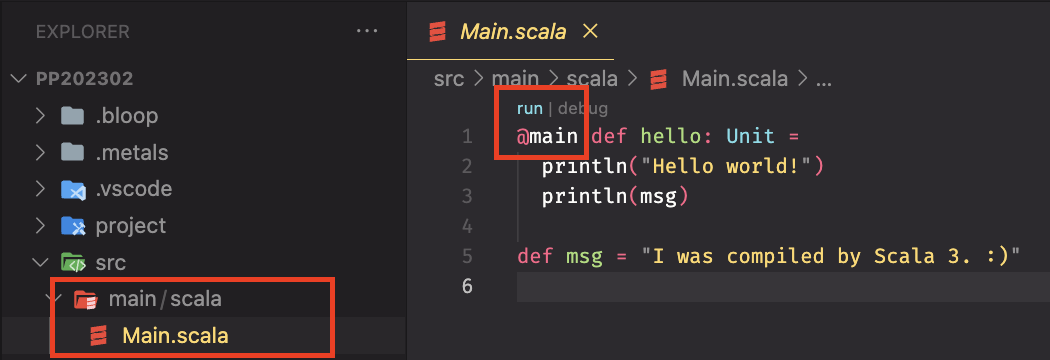 EXPLORER ...
PP202302
.bloop
.metals
.vscode
project
src
main/scala
Main.scala
Main.scala ×
src > main > scala > Main.scala > ...
run | debug
1 @main def hello: Unit =
2 println("Hello world!")
3 println(msg)
4
5 def msg = "I was compiled by Scala 3. :)"
6